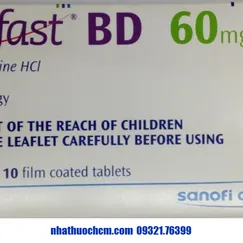 fast® BD 60mg
ine HCl
gy
T OF THE REACH OF CHILDREN
E LEAFLET CAREFULLY BEFORE USING
10 film coated tablets
sanofi a
nhathuochcm.com 09321.76399